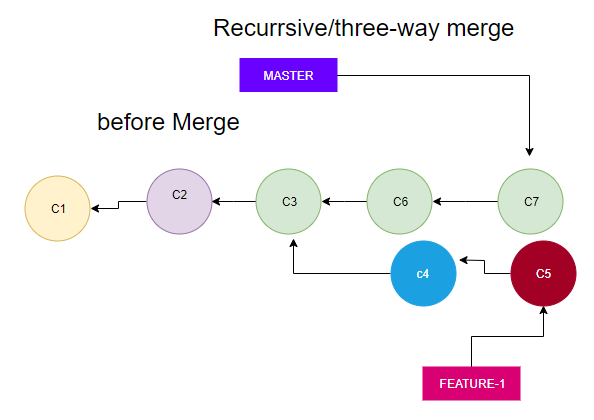 Recurrsive/three-way merge
MASTER
before Merge
C1
C2
C3
C6
C7
c4
C5
FEATURE-1